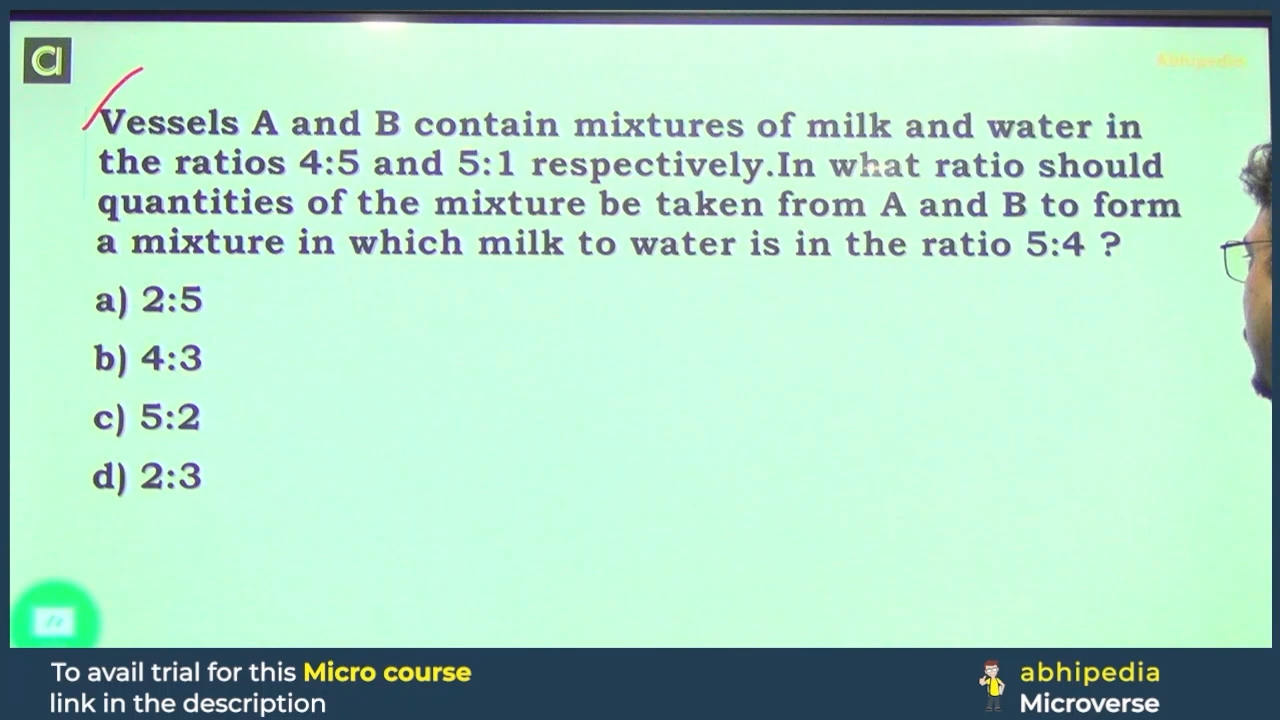 Abhipedia
Vessels A and B contain mixtures of milk and water in
the ratios 4:5 and 5:1 respectively.In what ratio should
quantities of the mixture be taken from A and B to form
a mixture in which milk to water is in the ratio 5:4 ?
a) 2:5
b) 4:3
c) 5:2
d) 2:3
To avail trial for this Micro course
link in the description
abhipedia
Microverse